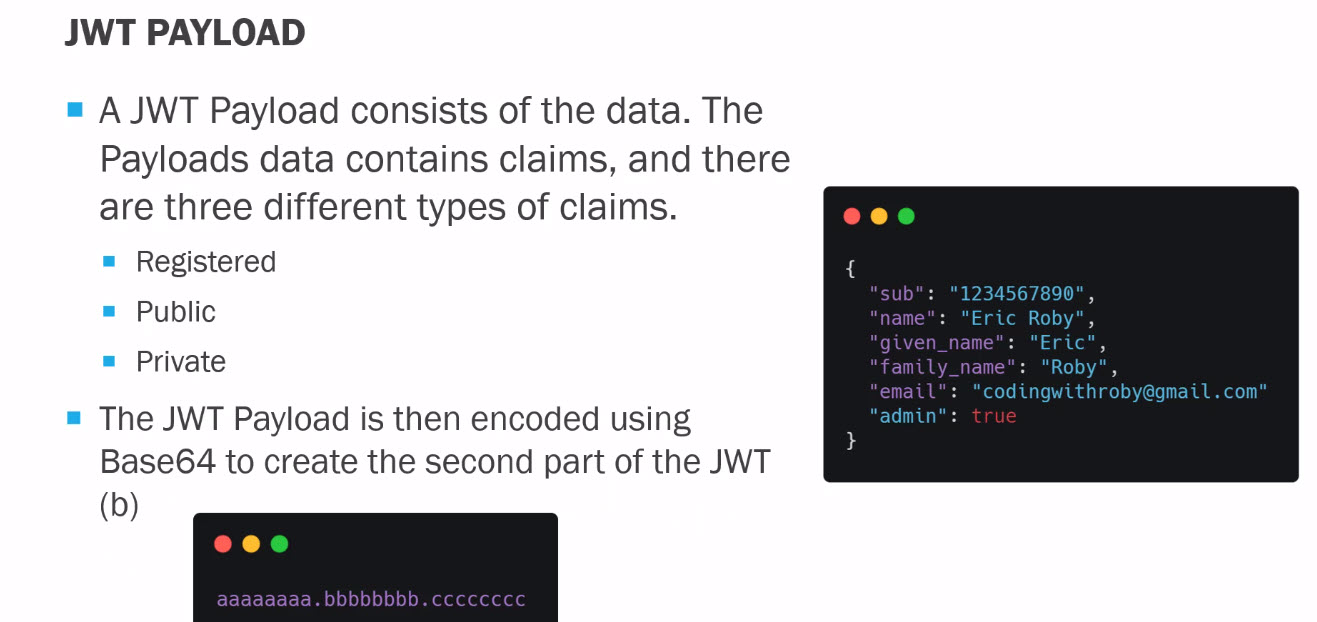 JWT PAYLOAD
A JWT Payload consists of the data. The
Payloads data contains claims, and there
are three different types of claims.
Registered
Public
Private
The JWT Payload is then encoded using
Base64 to create the second part of the JWT
(b)
aaaaaaaa.bbbbbbbb.cccccccc
{
"sub": "1234567890",
"name": "Eric Roby",
"given_name": "Eric",
"family_name": "Roby",
"email": "codingwithroby@gmail.com"
"admin": true
}